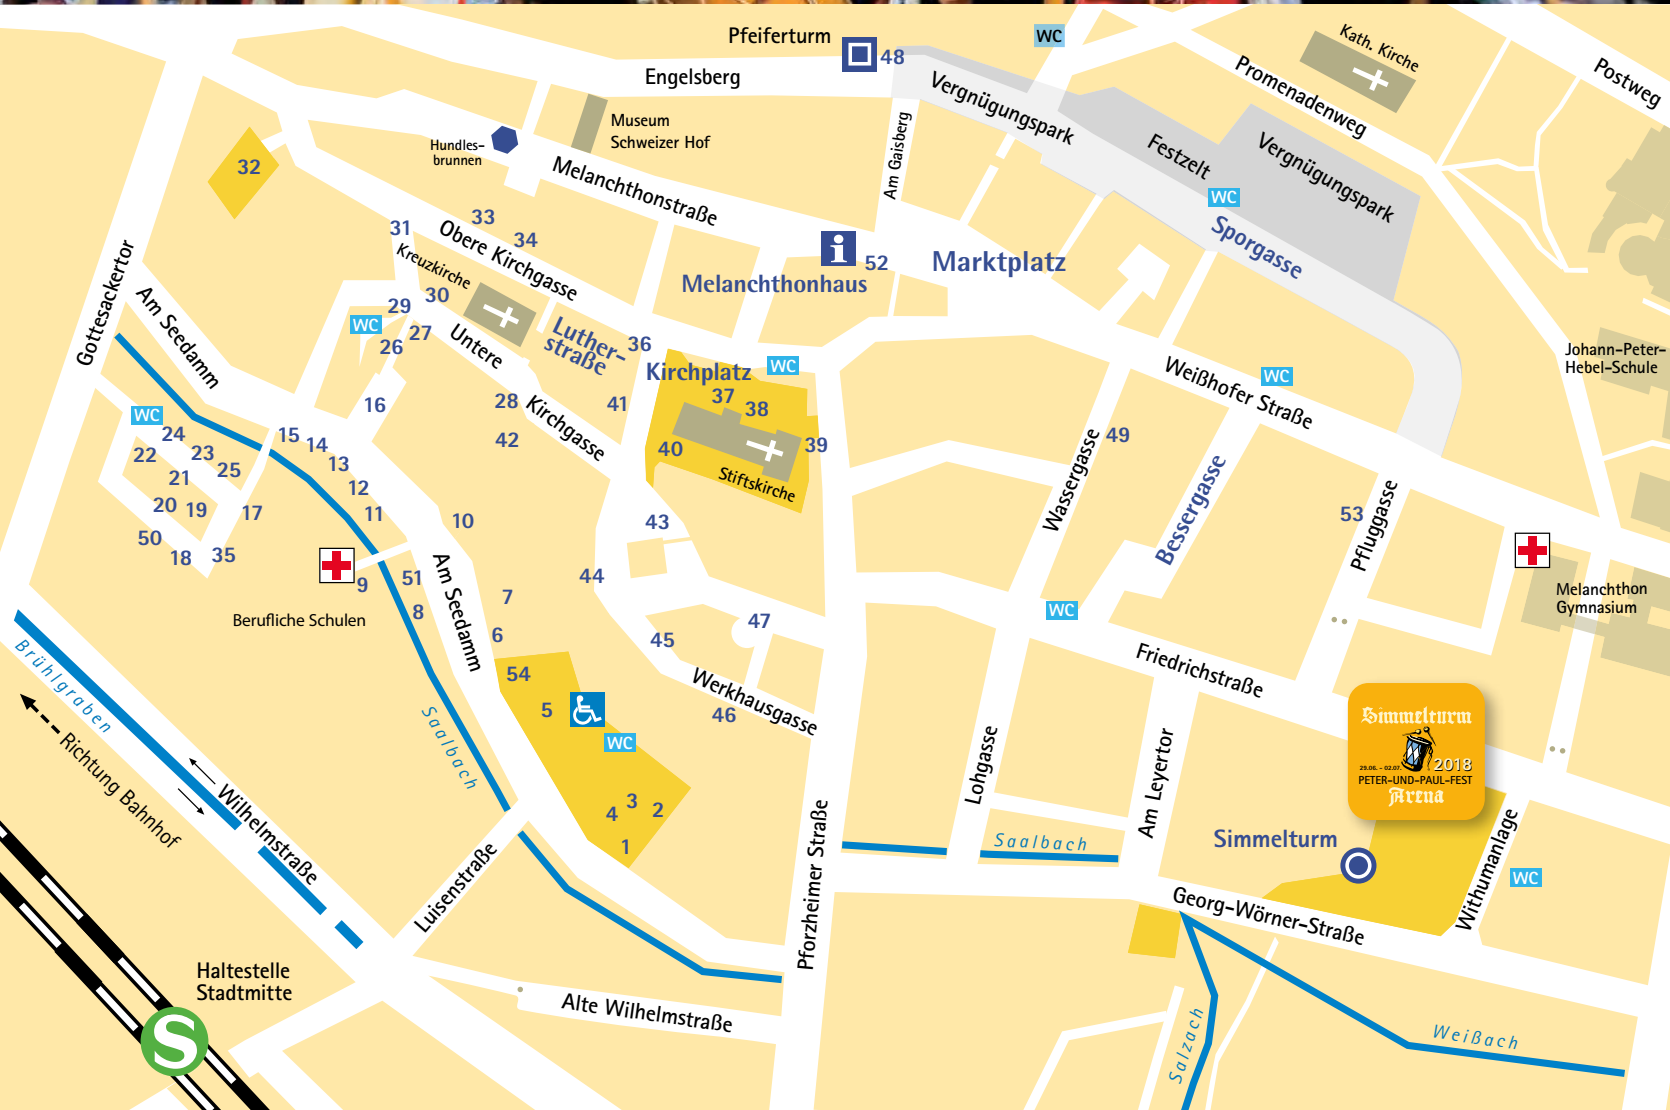 Pfeiferturm
48
WC
Kath. Kirche
Postweg
Engelsberg
Vergnügungspark
Promenadenweg
Museum
Schweizer Hof
Hundles-
brunnen
Am Gaisberg
Festzelt
Vergnügungspark
32
Melanchthonstraße
WC
33
31
Obere Kirchgasse
34
Sporgasse
Kreuzkirche
i
52
Marktplatz
Melanchthonhaus
Gottesackertor
Am Seedamm
29
30
WC
27
26
Untere
Luther-
straße
36
Kirchplatz
WC
Johann-Peter-
Hebel-Schule
Weißhofer Straße
WC
37
38
16
28
Kirchgasse
41
42
40
39
Stiftskirche
Wassergasse
49
Bessergasse
WC
24
22
23
25
21
20
19
17
50
18
35
15
14
13
12
11
10
43
53
Pfluggasse
9
51
8
Berufliche Schulen
Am Seedamm
7
6
44
45
47
WC
Melanchthon
Gymnasium
Friedrichstraße
54
5
WC
Werkhausgasse
46
Brühlgraben
Richtung Bahnhof
Wilhelmstraße
Saalbach
4
3
2
1
Luisenstraße
Pforzheimer Straße
Lohgasse
Am Leyertor
Saalbach
Simmelturm
2018
29.06. – 02.07.
PETER-UND-PAUL-FEST
Arena
Simmelturm
Withumanlage
WC
Georg-Wörner-Straße
Haltestelle
Stadtmitte
S
Alte Wilhelmstraße
Salzach
Weißach